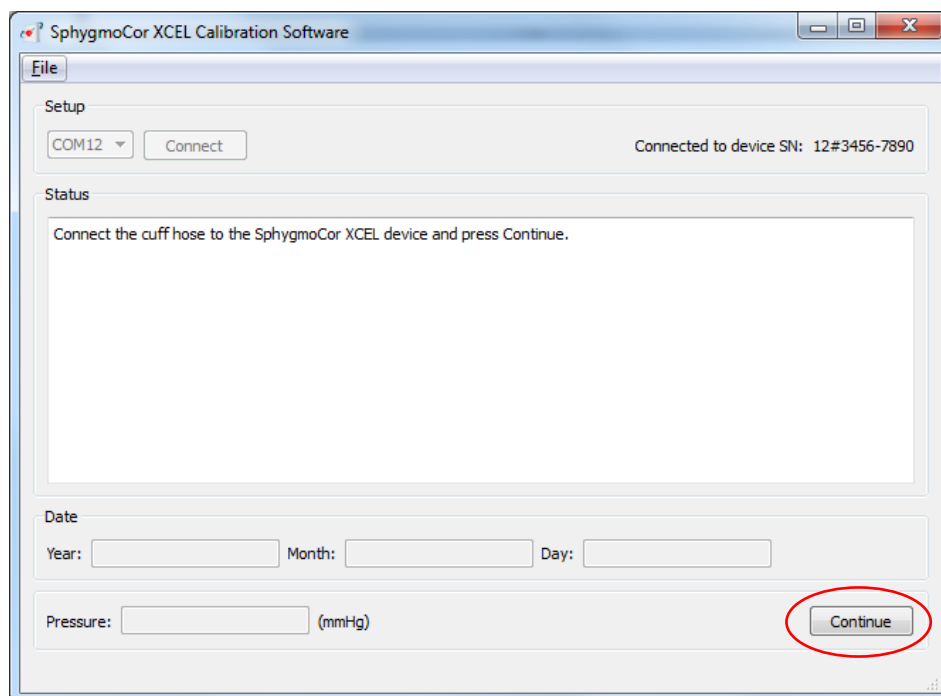 SphygmoCor XCEL Calibration Software
File
Setup
COM12 Connect Connected to device SN: 12#3456-7890
Status
Connect the cuff hose to the SphygmoCor XCEL device and press Continue.
Date
Year: Month: Day:
Pressure: (mmHg) Continue